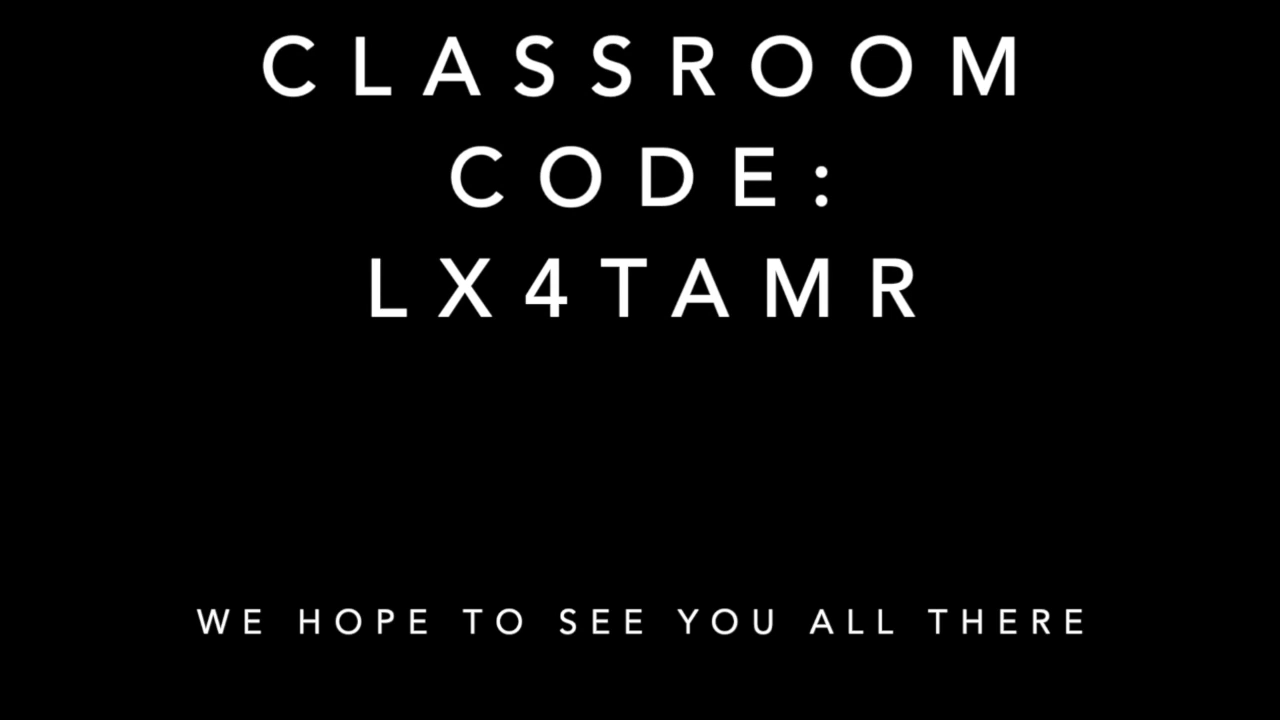 CLASSROOM
CODE:
LX4TAMR
WE HOPE TO SEE YOU ALL THERE